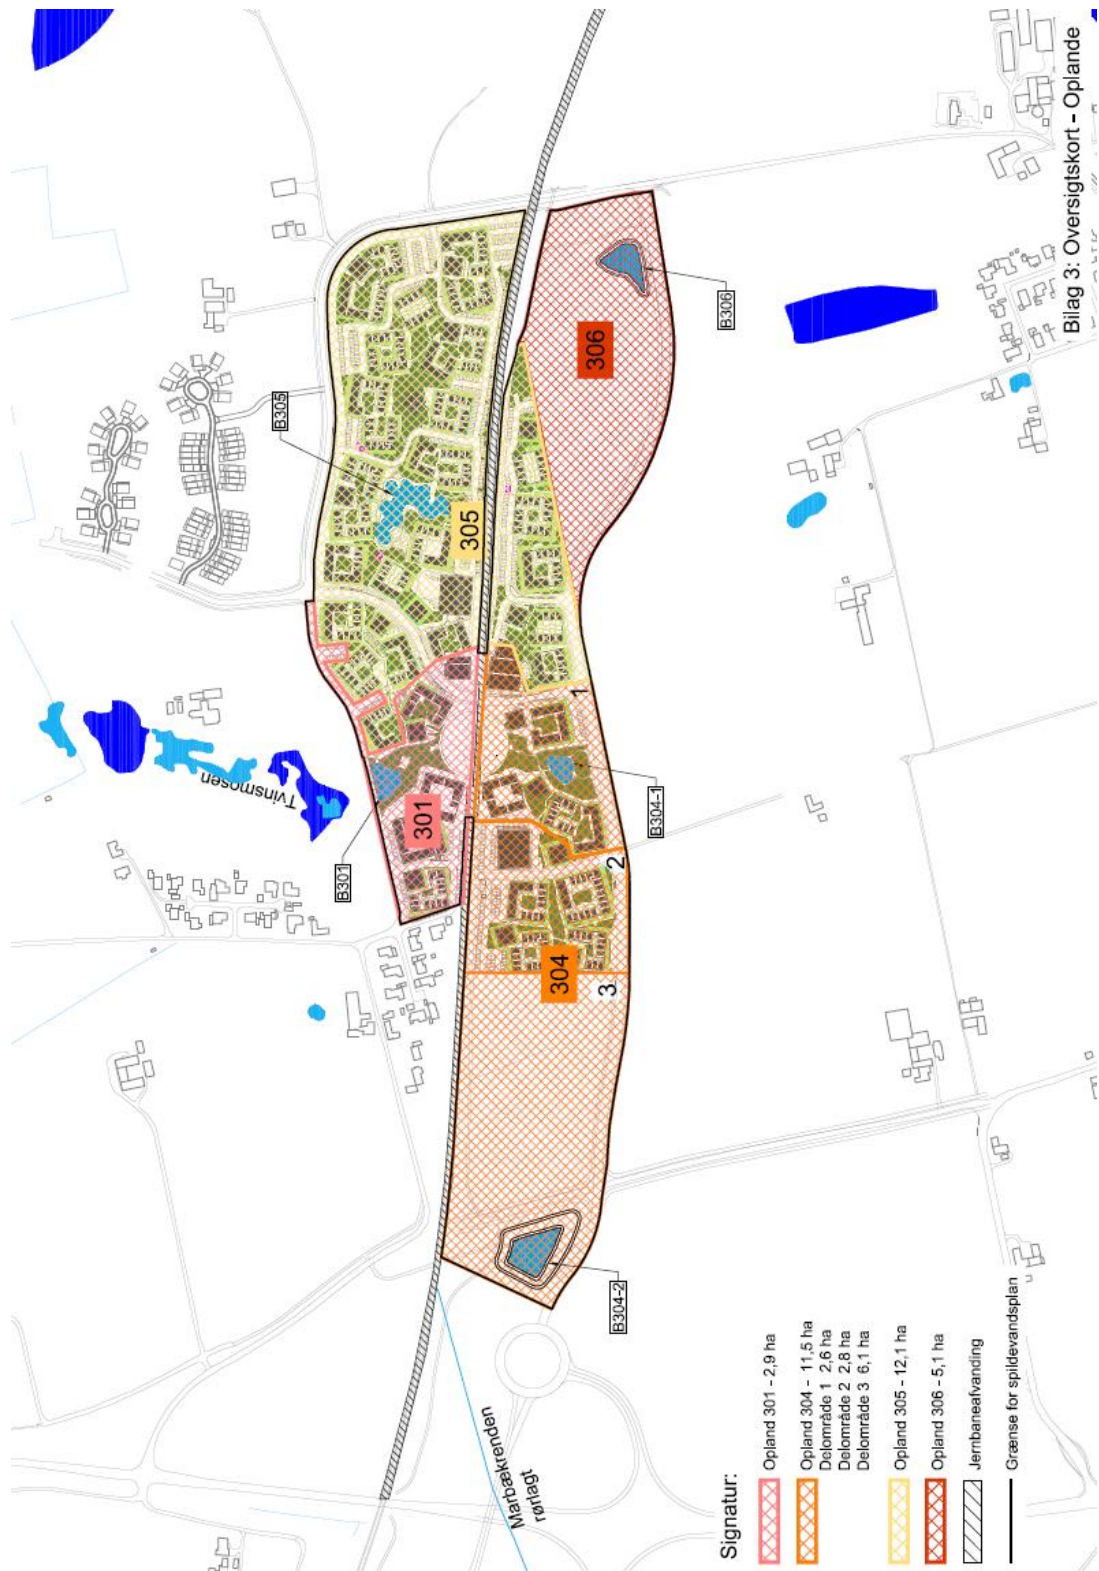 Bilag 3: Oversigtskort - Oplande
B305
306
B306
305
Tvinsmosen
301
B301
1
B304-1
2
304
3
B304-2
Marbækrenden
rørlagt
Signatur:
Opland 301 - 2,9 ha
Opland 304 - 11,5 ha
Delområde 1 2,6 ha
Delområde 2 2,8 ha
Delområde 3 6,1 ha
Opland 305 - 12,1 ha
Opland 306 - 5,1 ha
Jernbaneafvanding
Grænse for spildevandsplan